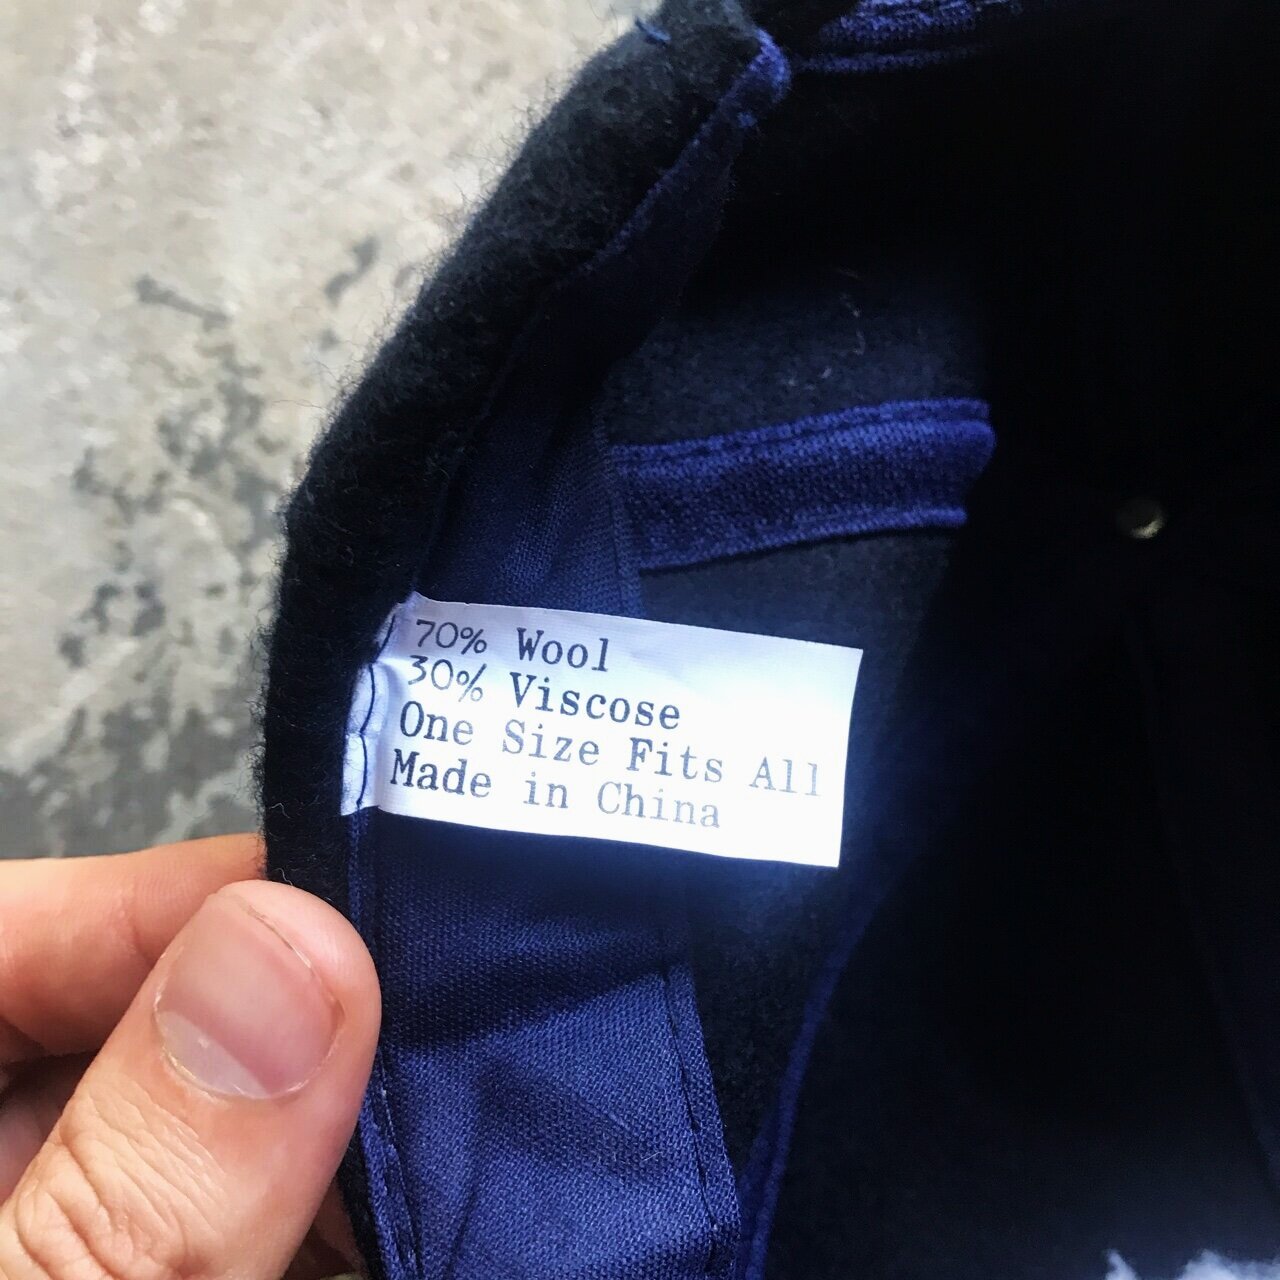 70% Wool
30% Viscose
One Size Fits All
Made in China